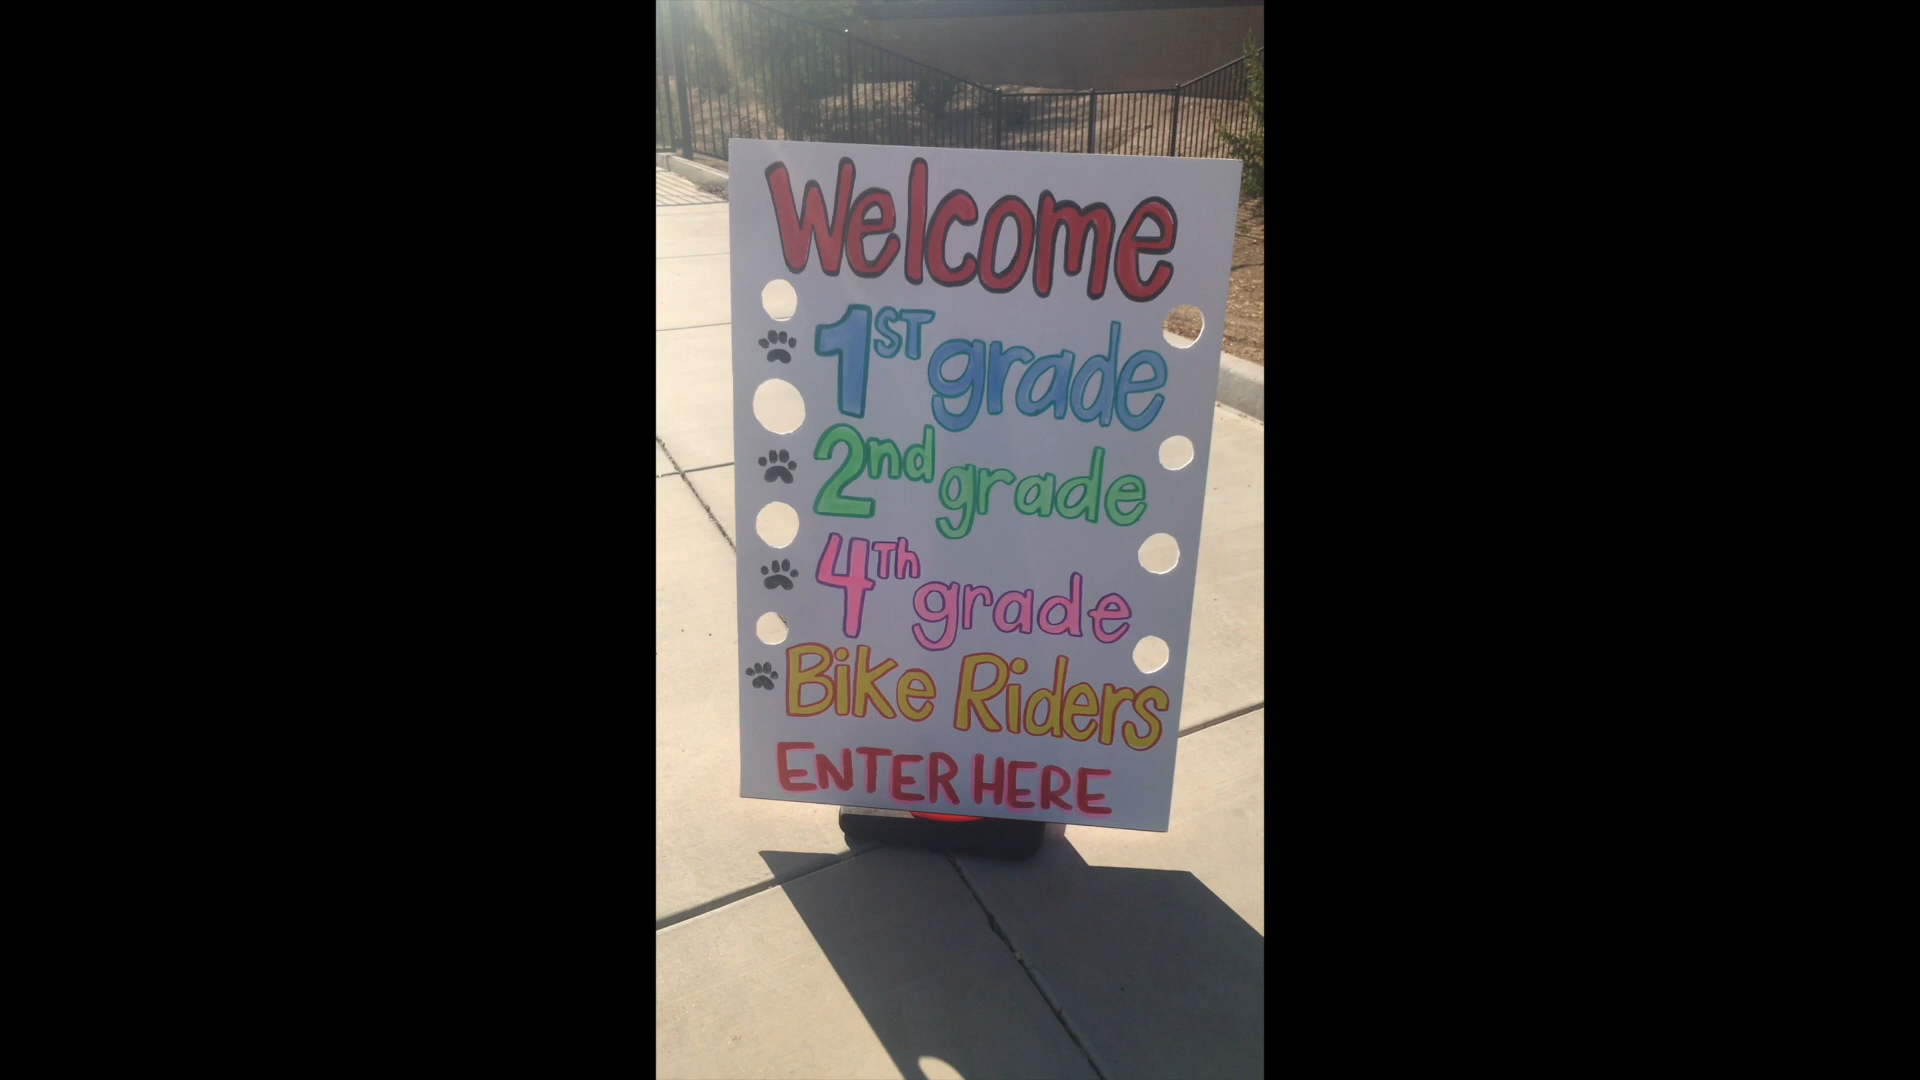 Welcome
1ST grade
2nd grade
4Th grade
Bike Riders
ENTER HERE